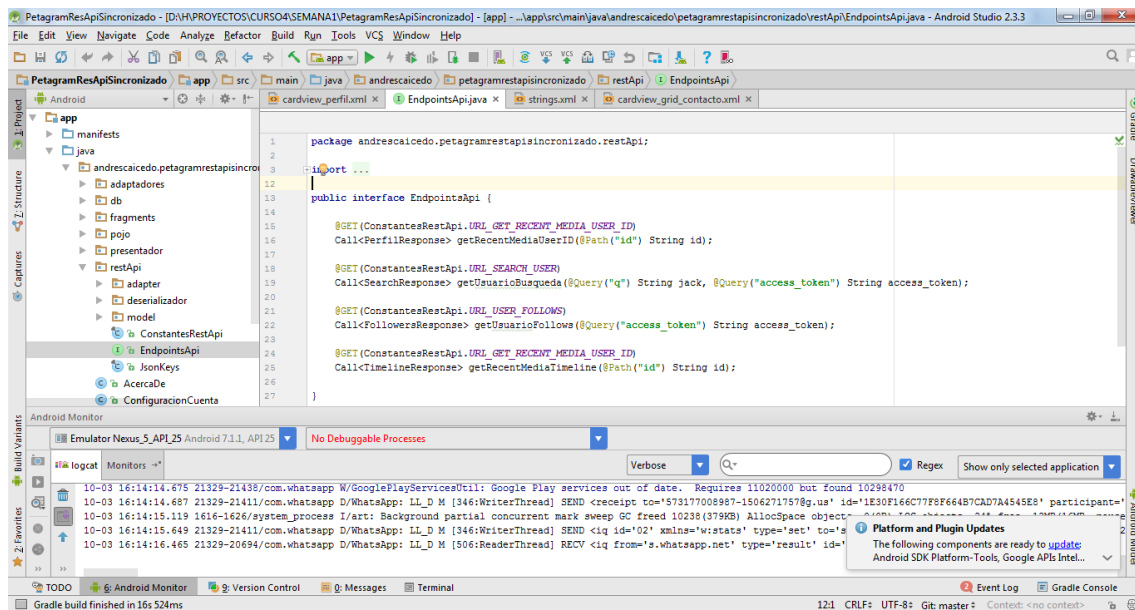 PetagramResApiSincronizado - [D:\H\PROYECTOS\CURSO4\SEMANA1\PetagramResApiSincronizado] - [app] - ...\app\src\main\java\andrescaicedo\petagramrestapisincronizado\restApi\EndpointsApi.java - Android Studio 2.3.3
File Edit View Navigate Code Analyze Refactor Build Run Tools VCS Window Help
app
PetagramResApiSincronizado app src main java andrescaicedo petagramrestapisincronizado restApi EndpointsApi
Android
cardview_perfil.xml × EndpointsApi.java × strings.xml × cardview_grid_contacto.xml ×
1: Project
7: Structure
Captures
Build Variants
2: Favorites
app
manifests
java
andrescaicedo.petagramrestapisincro
adaptadores
db
fragments
pojo
presentador
restApi
adapter
deserializador
model
ConstantesRestApi
EndpointsApi
JsonKeys
AcercaDe
ConfiguracionCuenta
1 package andrescaicedo.petagramrestapisincronizado.restApi;
2
3 import ...
12
13 public interface EndpointsApi {
14
15 @GET(ConstantesRestApi.URL_GET_RECENT_MEDIA_USER_ID)
16 Call<PerfilResponse> getRecentMediaUserID(@Path("id") String id);
17
18 @GET(ConstantesRestApi.URL_SEARCH_USER)
19 Call<SearchResponse> getUsuarioBusqueda(@Query("q") String jack, @Query("access_token") String access_token);
20
21 @GET(ConstantesRestApi.URL_USER_FOLLOWS)
22 Call<FollowersResponse> getUsuarioFollows(@Query("access_token") String access_token);
23
24 @GET(ConstantesRestApi.URL_GET_RECENT_MEDIA_USER_ID)
25 Call<TimelineResponse> getRecentMediaTimeline(@Path("id") String id);
26
27 }
Gradle
Android Monitor
Emulator Nexus_5_API_25 Android 7.1.1, API 25 No Debuggable Processes
logcat Monitors Verbose Regex Show only selected application
10-03 16:14:14.675 21329-21438/com.whatsapp W/GooglePlayServicesUtil: Google Play services out of date. Requires 11020000 but found 10298470
10-03 16:14:14.687 21329-21411/com.whatsapp D/WhatsApp: LL_D M [346:WriterThread] SEND <receipt to='573177008987-1506271757@g.us' id='1E30F166C77F8F664B7CAD7A4545E8' participant='
10-03 16:14:15.119 1616-1626/system_process I/art: Background partial concurrent mark sweep GC freed 10238(379KB) AllocSpace object
10-03 16:14:15.649 21329-21411/com.whatsapp D/WhatsApp: LL_D M [346:WriterThread] SEND <iq id='02' xmlns='w:stats' type='set' to='s
10-03 16:14:16.465 21329-20694/com.whatsapp D/WhatsApp: LL_D M [506:ReaderThread] RECV <iq from='s.whatsapp.net' type='result' id='
Platform and Plugin Updates
The following components are ready to update:
Android SDK Platform-Tools, Google APIs Intel...
TODO 6: Android Monitor 9: Version Control 0: Messages Terminal Event Log Gradle Console
Gradle build finished in 16s 524ms 12:1 CRLF÷ UTF-8÷ Git: master÷ Context: <no context>